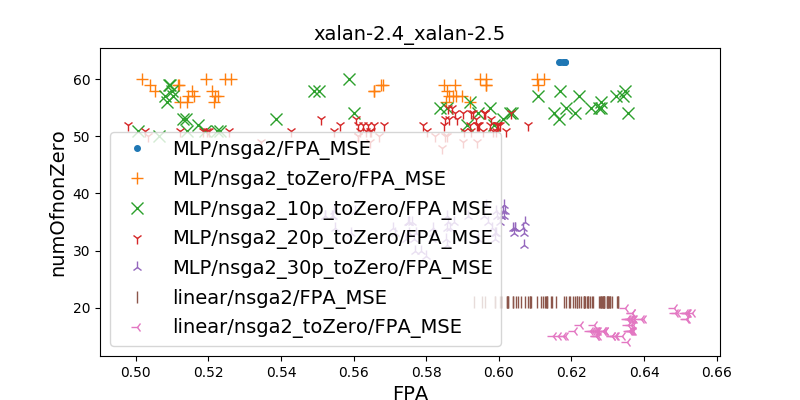 xalan-2.4_xalan-2.5
numOfnonZero
60
50
40
30
20
MLP/nsga2/FPA_MSE
MLP/nsga2_toZero/FPA_MSE
MLP/nsga2_10p_toZero/FPA_MSE
MLP/nsga2_20p_toZero/FPA_MSE
MLP/nsga2_30p_toZero/FPA_MSE
linear/nsga2/FPA_MSE
linear/nsga2_toZero/FPA_MSE
0.50 0.52 0.54 0.56 0.58 0.60 0.62 0.64 0.66
FPA